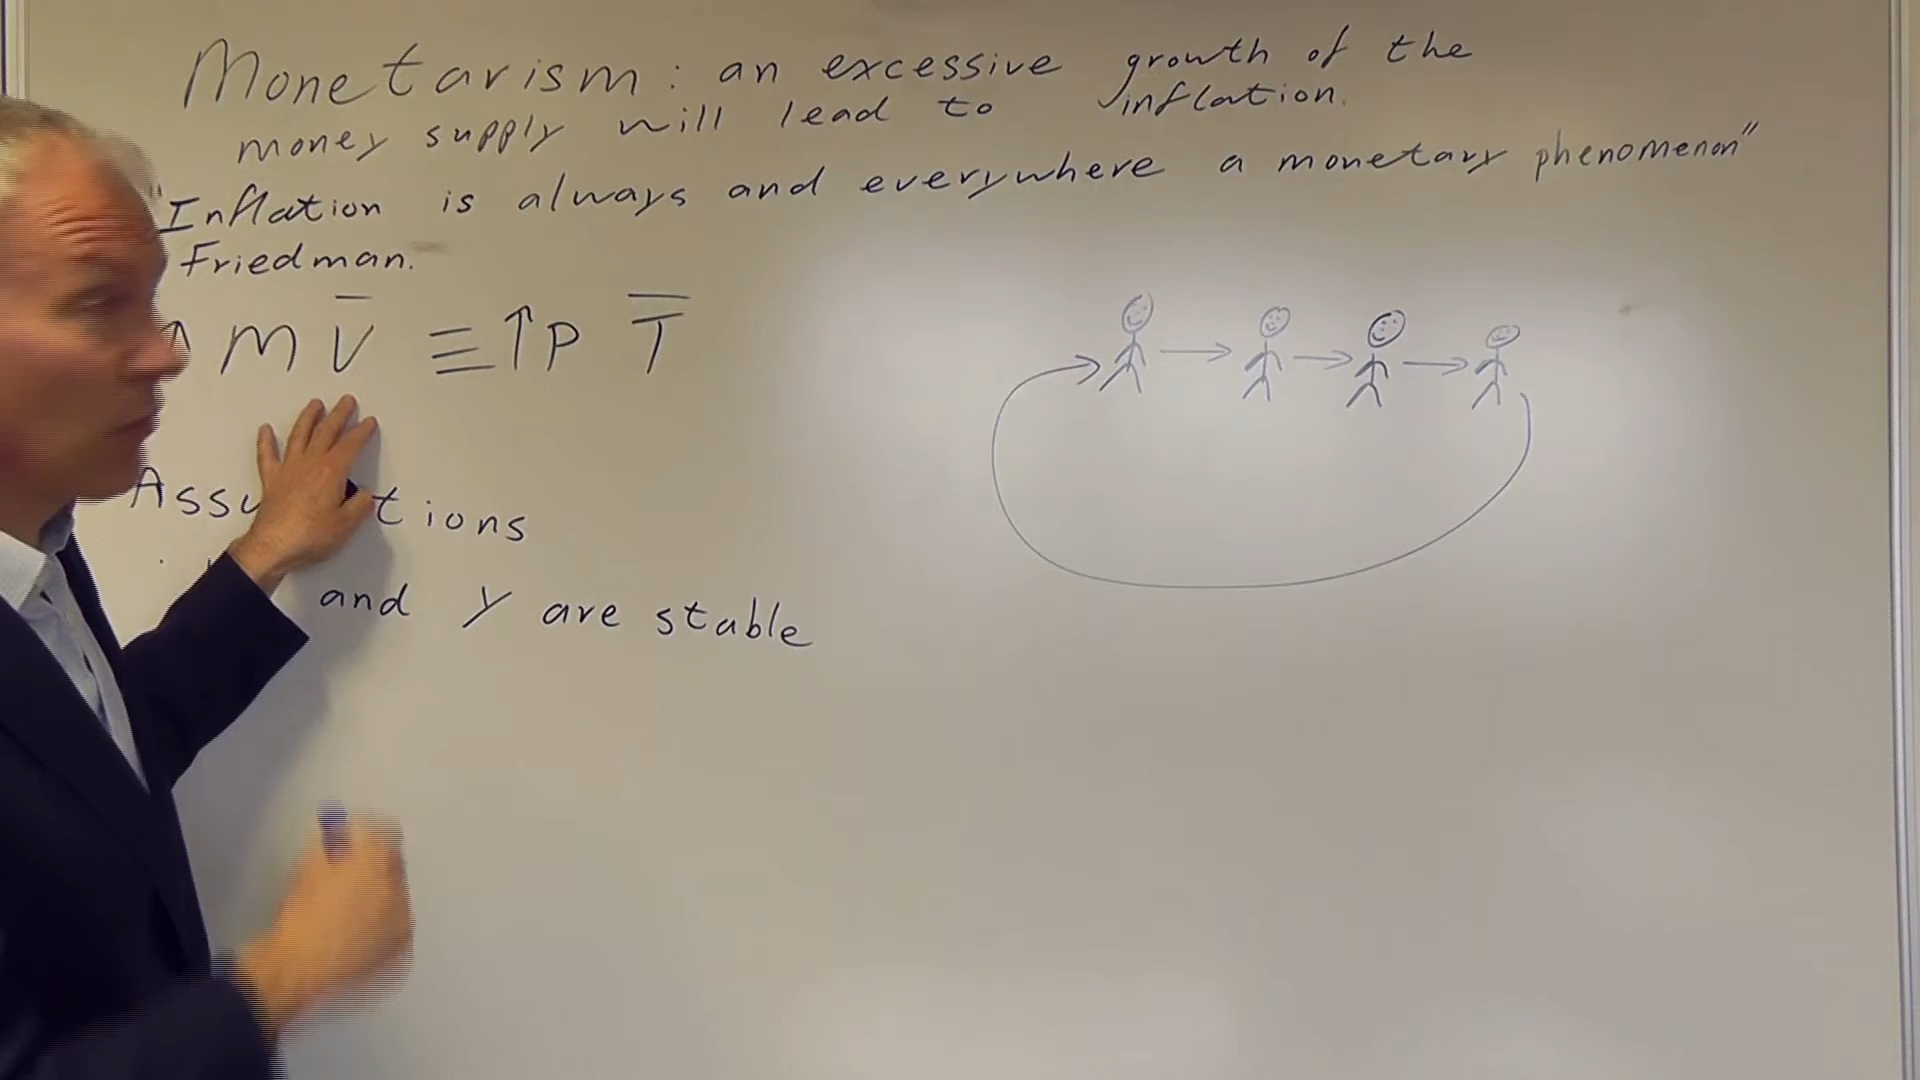 Monetarism: an excessive growth of the
money supply will lead to inflation.
"Inflation is always and everywhere a monetary phenomenon"
Friedman.
↑ M V̅ ≡ ↑ P T̅
Assu tions
and y are stable